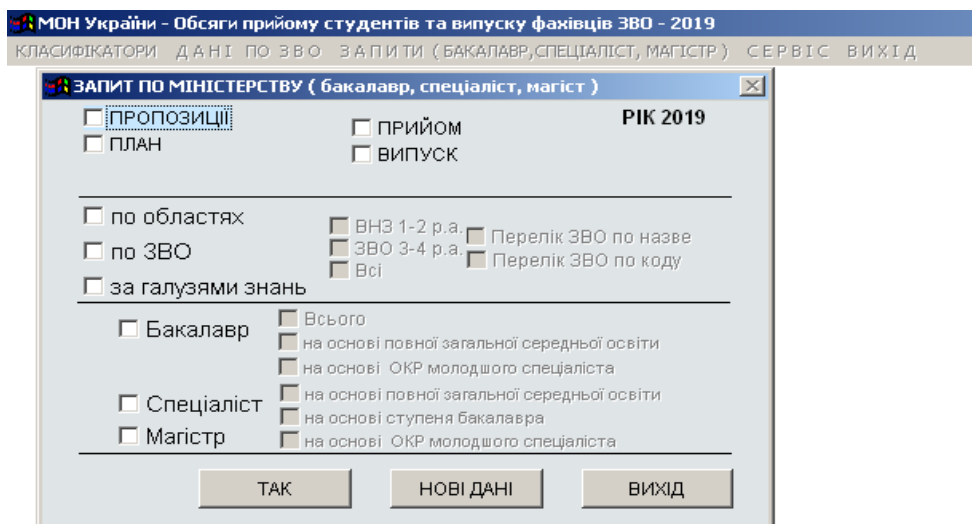 МОН України - Обсяги прийому студентів та випуску фахівців ЗВО - 2019
КЛАСИФІКАТОРИ ДАНІ ПО ЗВО ЗАПИТИ ( БАКАЛАВР,СПЕЦІАЛІСТ, МАГІСТР ) СЕРВІС ВИХІД
ЗАПИТ ПО МІНІСТЕРСТВУ ( бакалавр, спеціаліст, магіст )
ПРОПОЗИЦІЇ
ПЛАН
ПРИЙОМ
ВИПУСК
РІК 2019
по областях
по ЗВО
за галузями знань
ВНЗ 1-2 р.а.
ЗВО 3-4 р.а.
Всі
Перелік ЗВО по назве
Перелік ЗВО по коду
Бакалавр
Всього
на основі повної загальної середньої освіти
на основі ОКР молодшого спеціаліста
Спеціаліст
Магістр
на основі повної загальної середньої освіти
на основі ступеня бакалавра
на основі ОКР молодшого спеціаліста
ТАК
НОВІ ДАНІ
ВИХІД